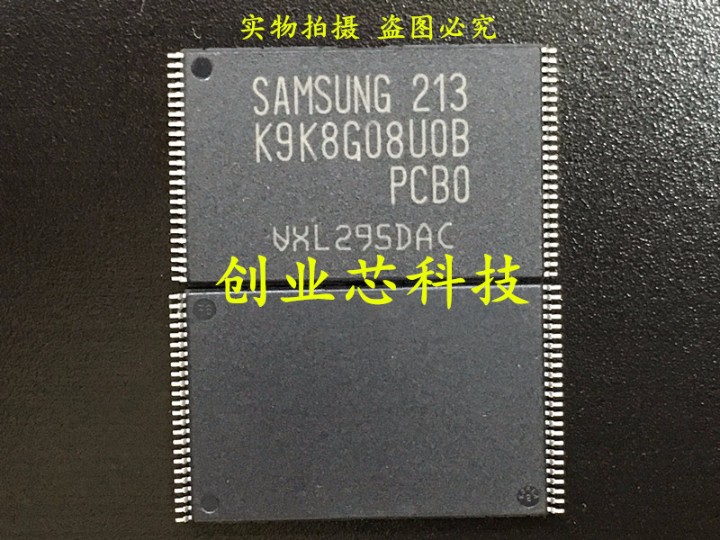 实物拍摄 盗图必究
SAMSUNG 213
K9K8G08U0B
PCB0
VXL295DAC
创业芯科技